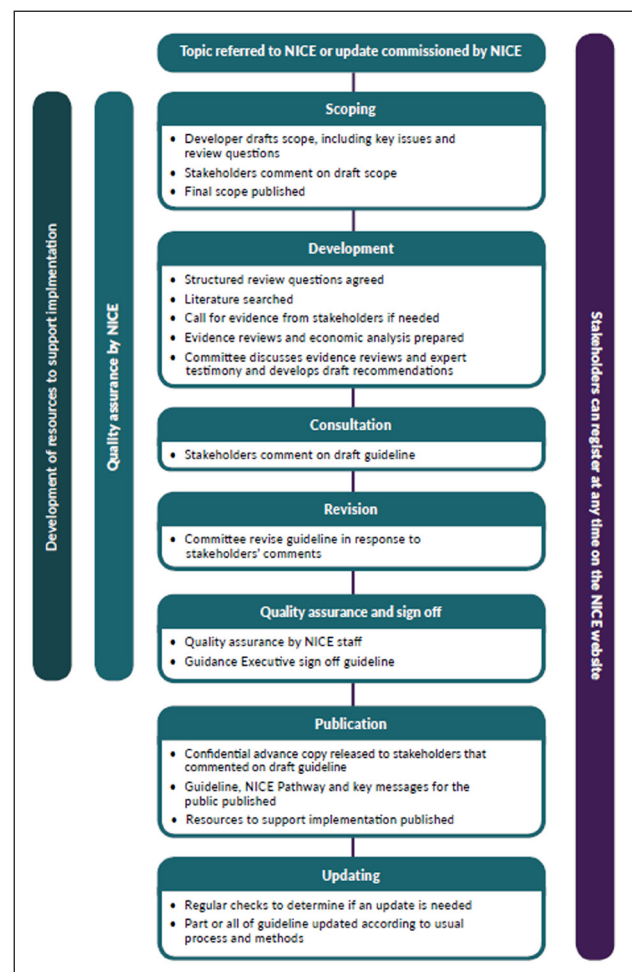 Topic referred to NICE or update commissioned by NICE
Scoping
• Developer drafts scope, including key issues and
review questions
• Stakeholders comment on draft scope
• Final scope published
Development
• Structured review questions agreed
• Literature searched
• Call for evidence from stakeholders if needed
• Evidence reviews and economic analysis prepared
• Committee discusses evidence reviews and expert
testimony and develops draft recommendations
Consultation
• Stakeholders comment on draft guideline
Revision
• Committee revise guideline in response to
stakeholders' comments
Quality assurance and sign off
• Quality assurance by NICE staff
• Guidance Executive sign off guideline
Publication
• Confidential advance copy released to stakeholders that
commented on draft guideline
• Guideline, NICE Pathway and key messages for the
public published
• Resources to support implementation published
Updating
• Regular checks to determine if an update is needed
• Part or all of guideline updated according to usual
process and methods
Development of resources to support implmentation
Quality assurance by NICE
Stakeholders can register at any time on the NICE website